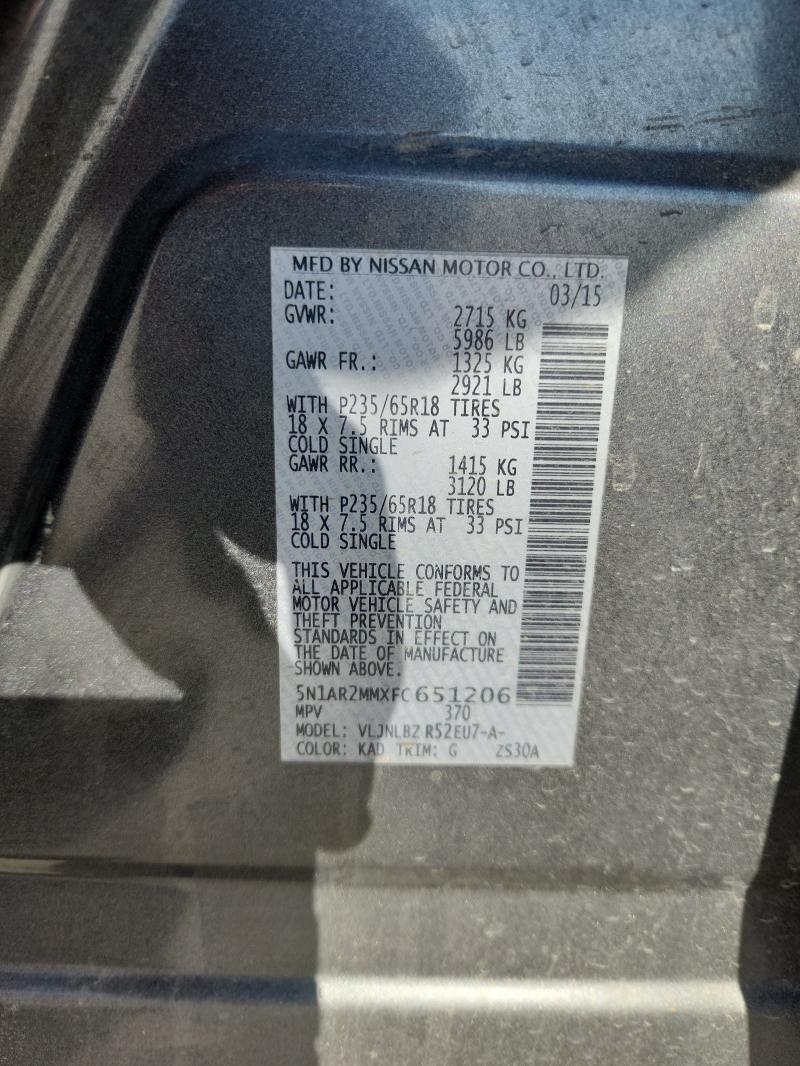 MFD BY NISSAN MOTOR CO., LTD.
DATE: 03/15
GVWR: 2715 KG
5986 LB
GAWR FR.: 1325 KG
2921 LB
WITH P235/65R18 TIRES
18 X 7.5 RIMS AT 33 PSI
COLD SINGLE
GAWR RR.: 1415 KG
3120 LB
WITH P235/65R18 TIRES
18 X 7.5 RIMS AT 33 PSI
COLD SINGLE
THIS VEHICLE CONFORMS TO
ALL APPLICABLE FEDERAL
MOTOR VEHICLE SAFETY AND
THEFT PREVENTION
STANDARDS IN EFFECT ON
THE DATE OF MANUFACTURE
SHOWN ABOVE.
5N1AR2MMXFC651206
MPV 370
MODEL: VLJNLBZ R52EU7-A-
COLOR: KAD TRIM: G ZS30A